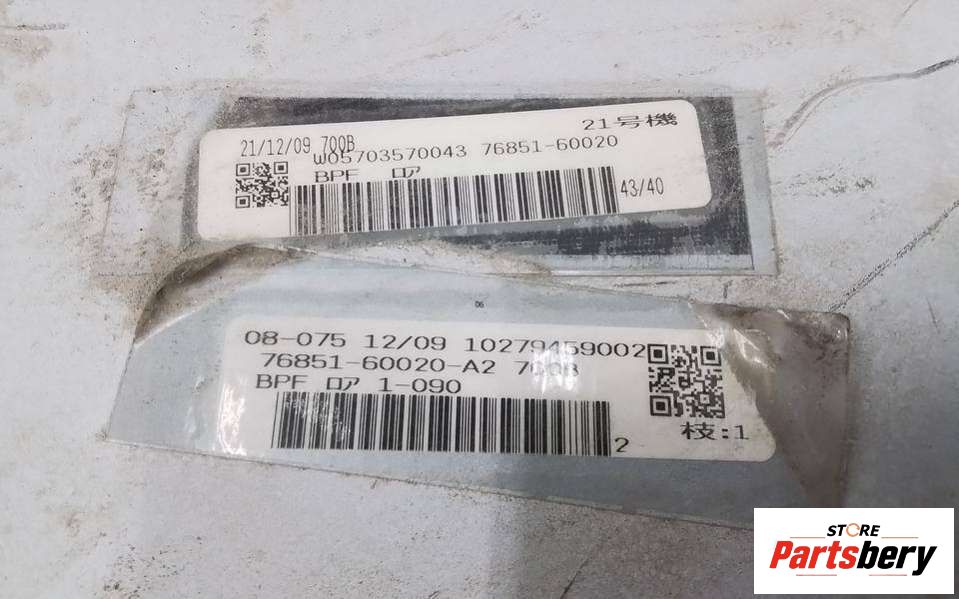 21号機
21/12/09 700B
W05703570043 76851-60020
BPF ロア
43/40
06
08-075 12/09 10279459002
76851-60020-A2 700B
BPF ロア 1-090
枝:1
2
STORE
Partsbery